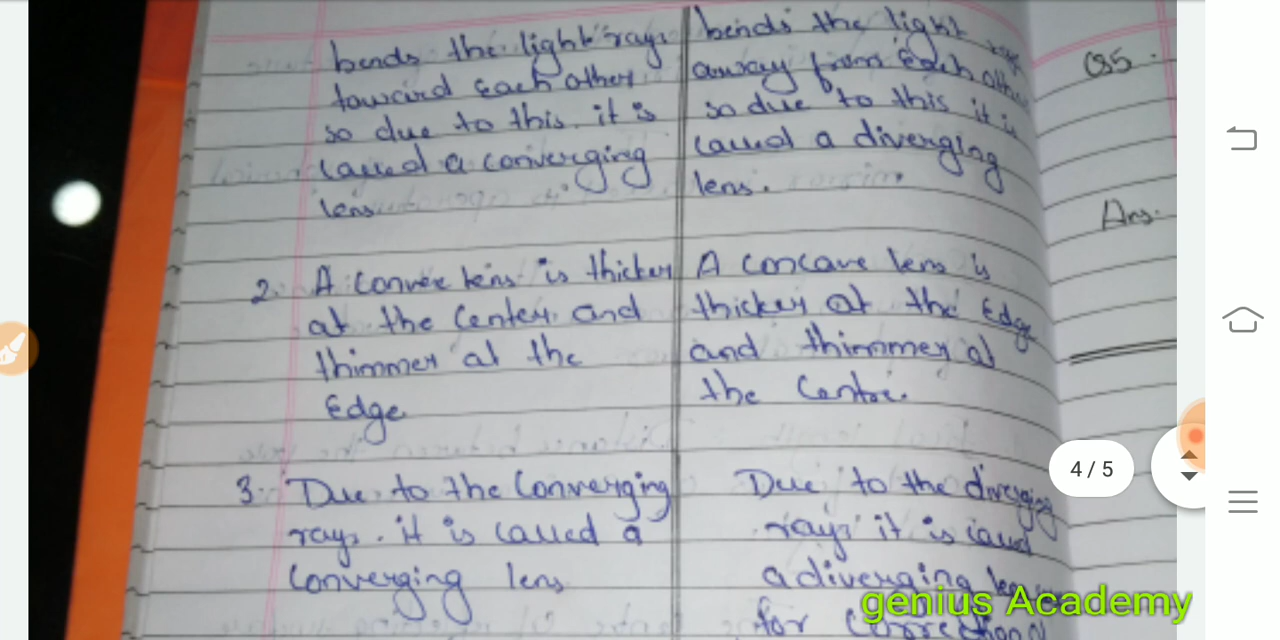 bends the light rays
toward Each other
so due to this it is
called a converging
lens
2. A convex lens is thicker
at the Center and
thinner at the
Edge.
3. Due to the Converging
rays. it is called a
Converging lens
bends the light rays
away from Each other
so due to this it is
called a diverging
lens.
A concave lens is
thicker at the Edge
and thinner at
the Centre.
Due to the diverging
rays it is called
a diverging lens
for Correction
Q5.
Ans.
4 / 5
genius Academy